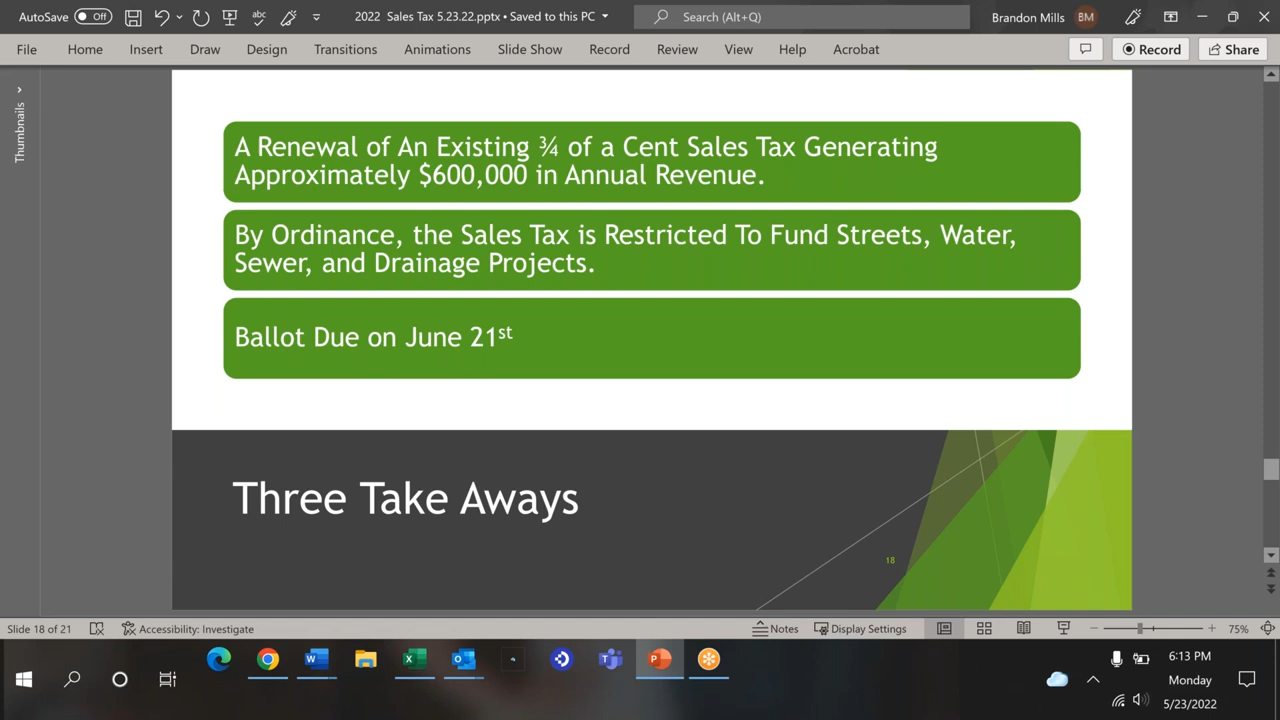 AutoSave Off abc 2022 Sales Tax 5.23.22.pptx • Saved to this PC Search (Alt+Q) Brandon Mills BM
File Home Insert Draw Design Transitions Animations Slide Show Record Review View Help Acrobat Record Share
Thumbnails
A Renewal of An Existing ¾ of a Cent Sales Tax Generating
Approximately $600,000 in Annual Revenue.
By Ordinance, the Sales Tax is Restricted To Fund Streets, Water,
Sewer, and Drainage Projects.
Ballot Due on June 21st
Three Take Aways
18
Slide 18 of 21 Accessibility: Investigate Notes Display Settings 75%
6:13 PM
Monday
5/23/2022